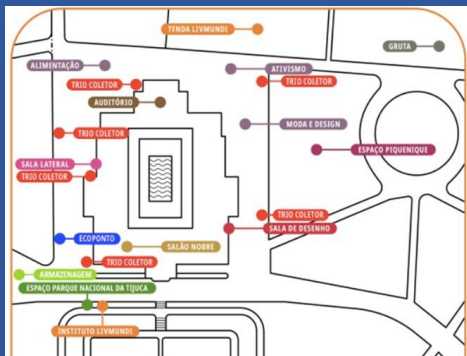 TENDA LIVMUNDI
GRUTA
ALIMENTAÇÃO
ATIVISMO
TRIO COLETOR
TRIO COLETOR
AUDITÓRIO
MODA E DESIGN
TRIO COLETOR
ESPAÇO PIQUENIQUE
SALA LATERAL
TRIO COLETOR
TRIO COLETOR
SALA DE DESENHO
ECOPONTO
SALÃO NOBRE
TRIO COLETOR
ARMAZENAGEM
ESPAÇO PARQUE NACIONAL DA TIJUCA
INSTITUTO LIVMUNDI